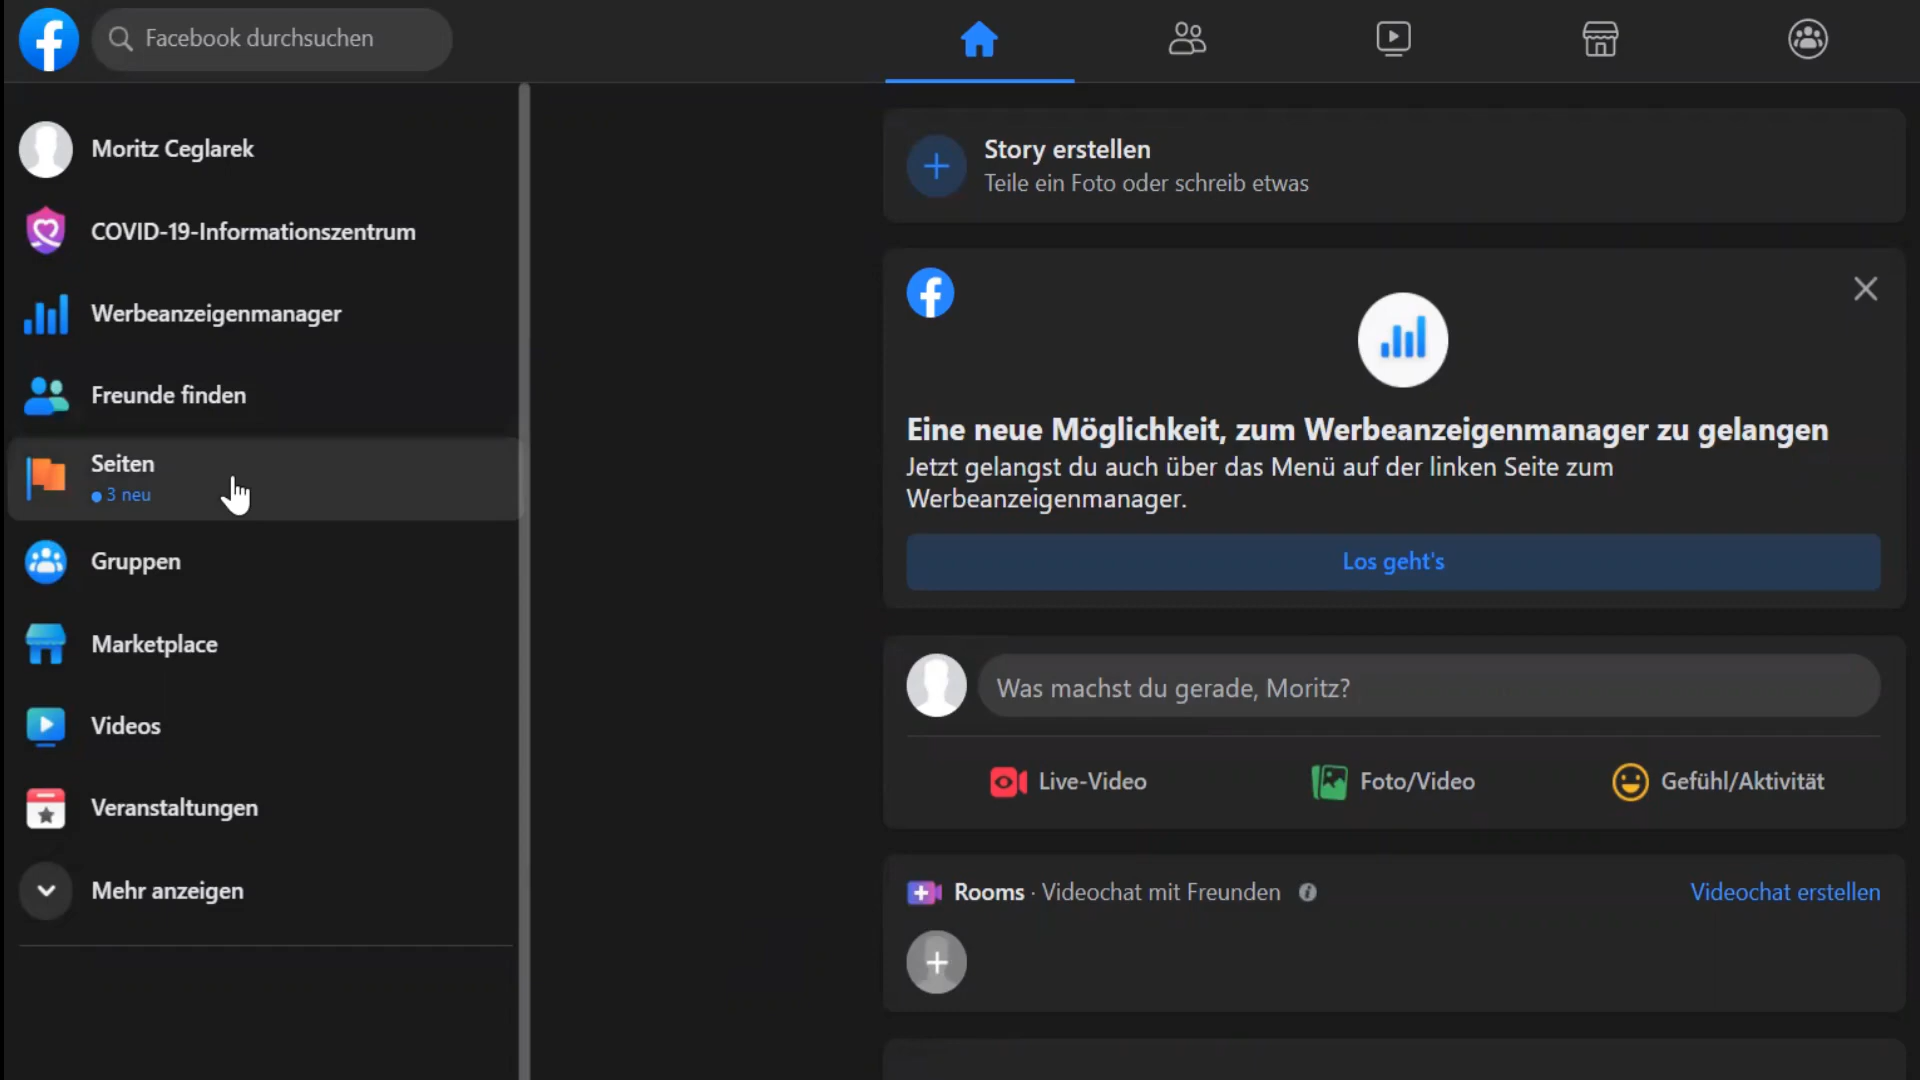 Facebook durchsuchen
Moritz Ceglarek
COVID-19-Informationszentrum
Werbeanzeigenmanager
Freunde finden
Seiten
3 neu
Gruppen
Marketplace
Videos
Veranstaltungen
Mehr anzeigen
Story erstellen
Teile ein Foto oder schreib etwas
Eine neue Möglichkeit, zum Werbeanzeigenmanager zu gelangen
Jetzt gelangst du auch über das Menü auf der linken Seite zum
Werbeanzeigenmanager.
Los geht's
Was machst du gerade, Moritz?
Live-Video
Foto/Video
Gefühl/Aktivität
Rooms · Videochat mit Freunden
Videochat erstellen